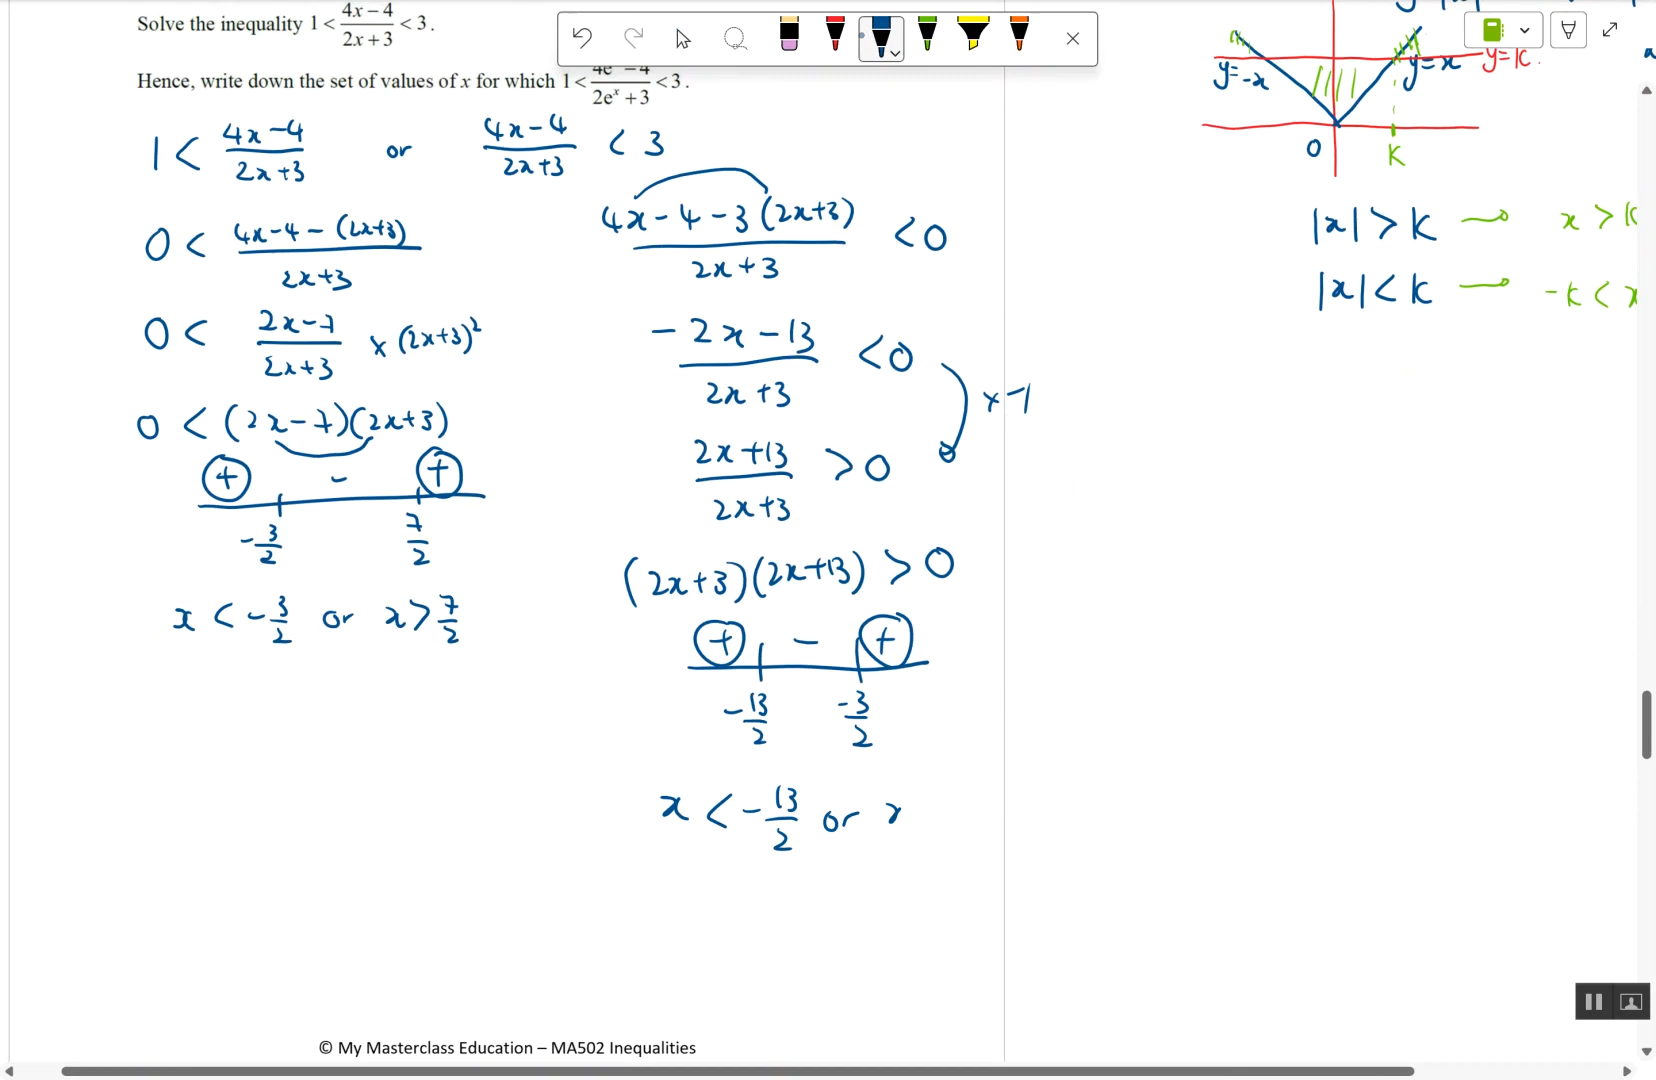 Solve the inequality 1 < (4x − 4)/(2x + 3) < 3.
Hence, write down the set of values of x for which 1 < (4e − 4)/(2eˣ + 3) < 3.
1 < (4x − 4)/(2x + 3) or (4x − 4)/(2x + 3) < 3
0 < (4x − 4 − (2x+3))/(2x + 3)
0 < (2x − 7)/(2x + 3) × (2x+3)²
0 < (2x − 7)(2x+3)
+ − +
−3/2 7/2
x < −3/2 or x > 7/2
(4x − 4 − 3(2x+3))/(2x + 3) < 0
(−2x − 13)/(2x + 3) < 0
× −1
(2x + 13)/(2x + 3) > 0
(2x+3)(2x+13) > 0
+ − +
−13/2 −3/2
x < −13/2 or x
y=-x
y=x
y=k.
0
k
|x| > k → x > k
|x| < k → -k < x
© My Masterclass Education – MA502 Inequalities